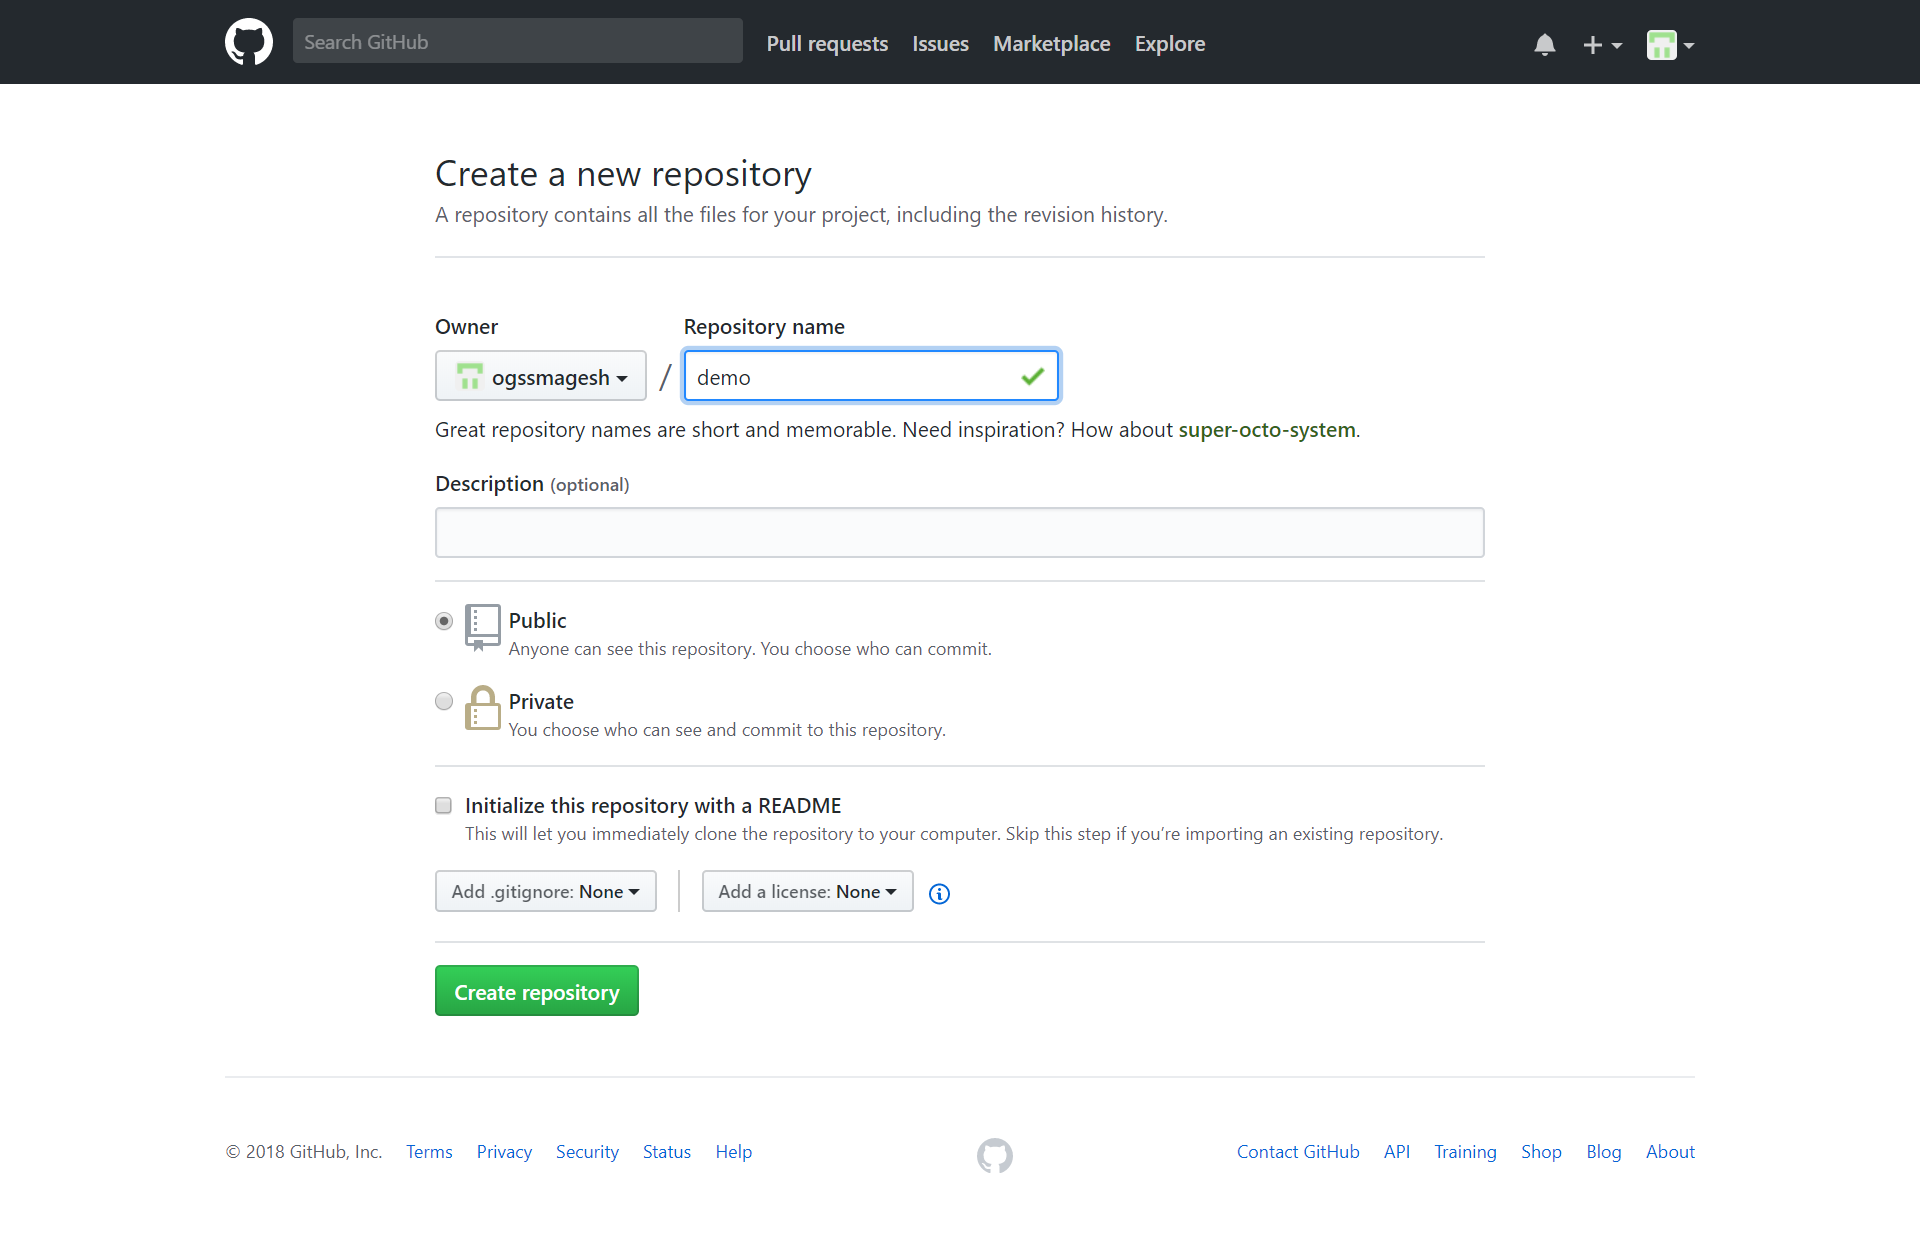 Search GitHub
Pull requests Issues Marketplace Explore
Create a new repository
A repository contains all the files for your project, including the revision history.
Owner Repository name
ogssmagesh / demo
Great repository names are short and memorable. Need inspiration? How about super-octo-system.
Description (optional)
Public
Anyone can see this repository. You choose who can commit.
Private
You choose who can see and commit to this repository.
Initialize this repository with a README
This will let you immediately clone the repository to your computer. Skip this step if you’re importing an existing repository.
Add .gitignore: None Add a license: None
Create repository
© 2018 GitHub, Inc. Terms Privacy Security Status Help Contact GitHub API Training Shop Blog About